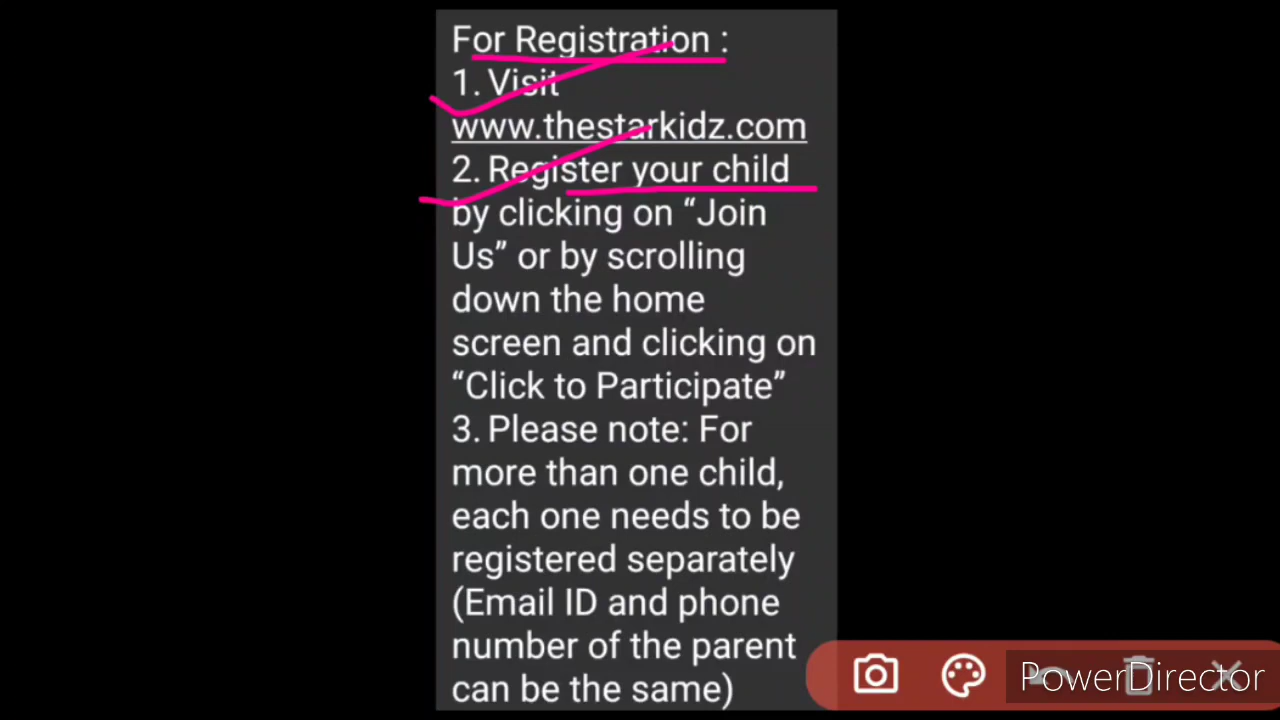 For Registration :
1. Visit
www.thestarkidz.com
2. Register your child
by clicking on “Join
Us” or by scrolling
down the home
screen and clicking on
“Click to Participate”
3. Please note: For
more than one child,
each one needs to be
registered separately
(Email ID and phone
number of the parent
can be the same)
PowerDirector